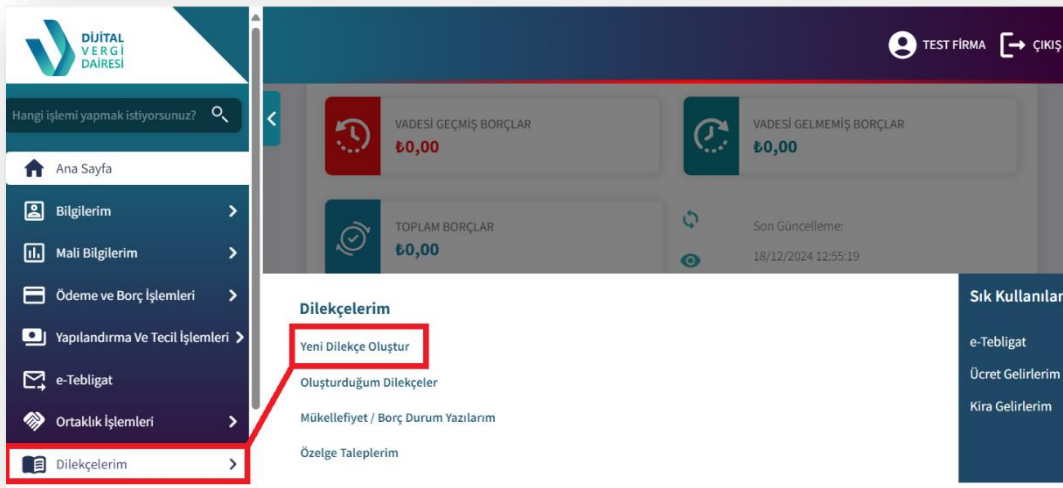 DİJİTAL
VERGİ
DAİRESİ
TEST FİRMA
ÇIKIŞ
Hangi işlemi yapmak istiyorsunuz?
Ana Sayfa
Bilgilerim
Mali Bilgilerim
Ödeme ve Borç İşlemleri
Yapılandırma Ve Tecil İşlemleri
e-Tebligat
Ortaklık İşlemleri
Dilekçelerim
VADESİ GEÇMİŞ BORÇLAR
₺0,00
VADESİ GELMEMİŞ BORÇLAR
₺0,00
TOPLAM BORÇLAR
₺0,00
Son Güncelleme:
18/12/2024 12:55:19
Dilekçelerim
Yeni Dilekçe Oluştur
Oluşturduğum Dilekçeler
Mükellefiyet / Borç Durum Yazılarım
Özelge Taleplerim
Sık Kullanılan
e-Tebligat
Ücret Gelirlerim
Kira Gelirlerim